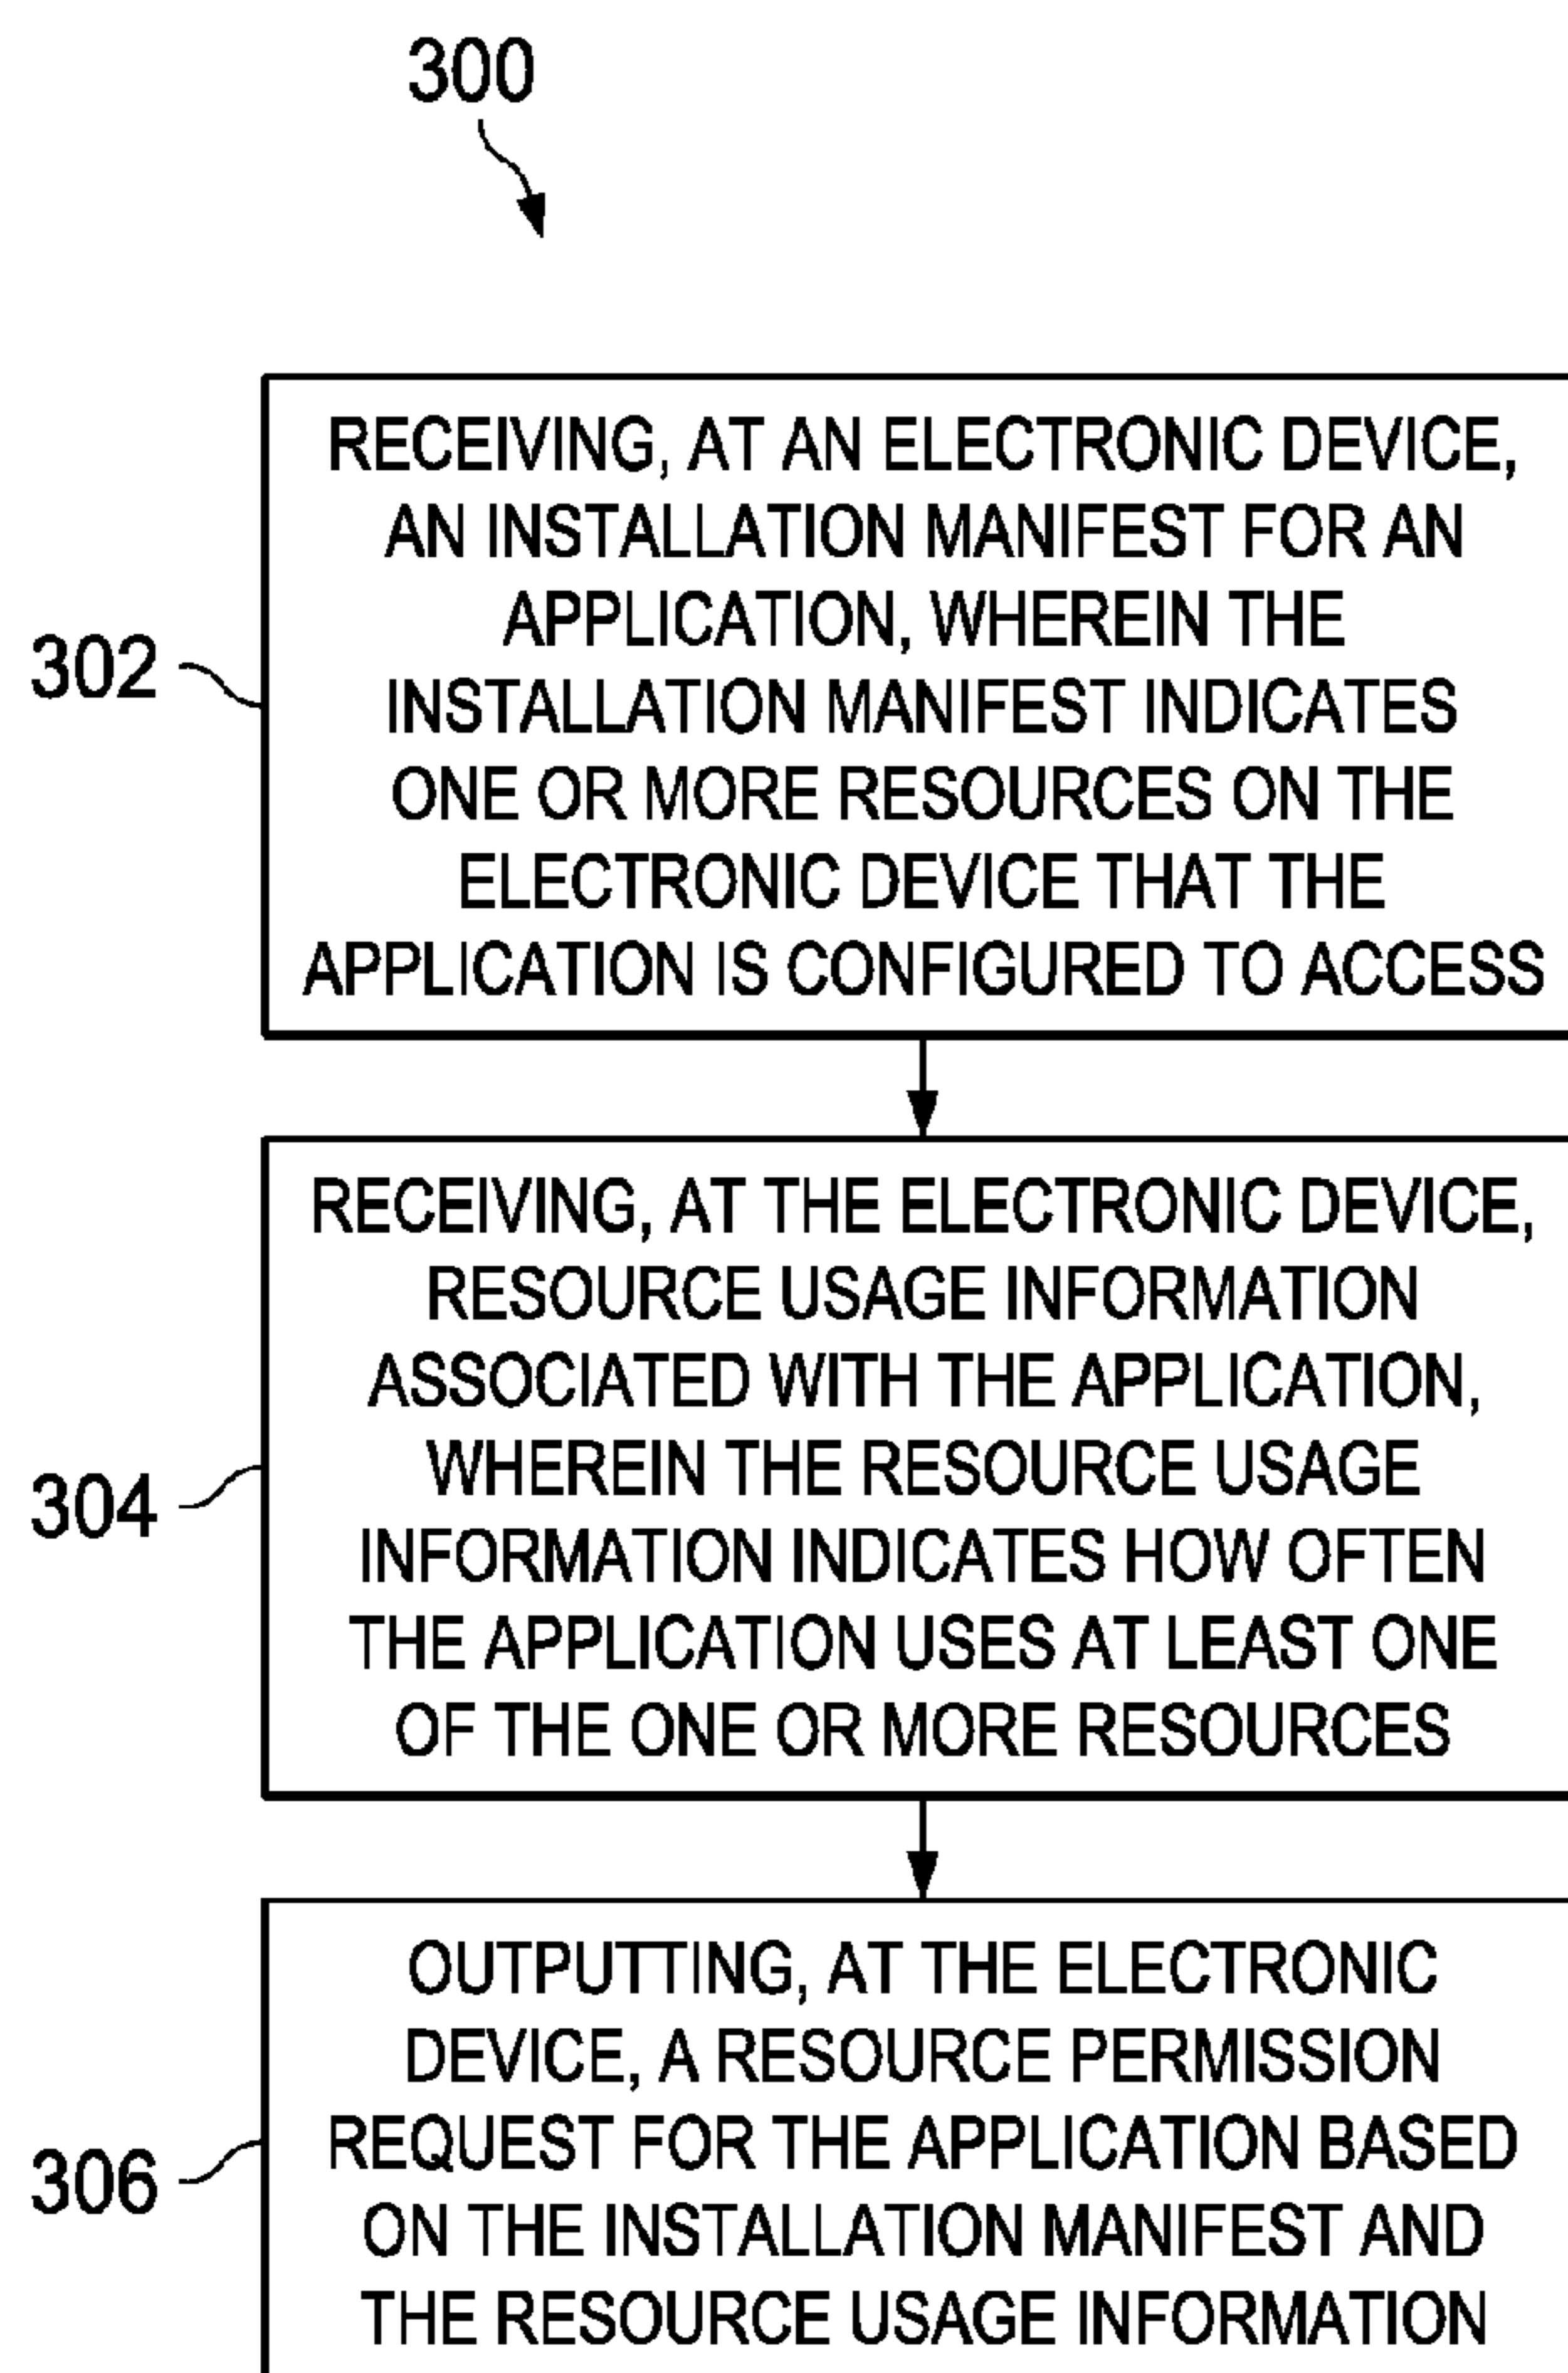 300
302
RECEIVING, AT AN ELECTRONIC DEVICE,
AN INSTALLATION MANIFEST FOR AN
APPLICATION, WHEREIN THE
INSTALLATION MANIFEST INDICATES
ONE OR MORE RESOURCES ON THE
ELECTRONIC DEVICE THAT THE
APPLICATION IS CONFIGURED TO ACCESS
304
RECEIVING, AT THE ELECTRONIC DEVICE,
RESOURCE USAGE INFORMATION
ASSOCIATED WITH THE APPLICATION,
WHEREIN THE RESOURCE USAGE
INFORMATION INDICATES HOW OFTEN
THE APPLICATION USES AT LEAST ONE
OF THE ONE OR MORE RESOURCES
306
OUTPUTTING, AT THE ELECTRONIC
DEVICE, A RESOURCE PERMISSION
REQUEST FOR THE APPLICATION BASED
ON THE INSTALLATION MANIFEST AND
THE RESOURCE USAGE INFORMATION